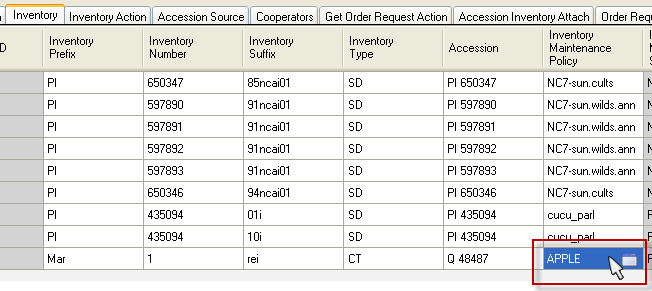 Inventory Inventory Action Accession Source Cooperators Get Order Request Action Accession Inventory Attach Order Requ
D Inventory Prefix Inventory Number Inventory Suffix Inventory Type Accession Inventory Maintenance Policy
PI 650347 85ncai01 SD PI 650347 NC7-sun.cults
PI 597890 91ncai01 SD PI 597890 NC7-sun.wilds.ann
PI 597891 91ncai01 SD PI 597891 NC7-sun.wilds.ann
PI 597892 91ncai01 SD PI 597892 NC7-sun.wilds.ann
PI 597893 91ncai01 SD PI 597893 NC7-sun.wilds.ann
PI 650346 94ncai01 SD PI 650346 NC7-sun.cults
PI 435094 01i SD PI 435094 cucu_parl
PI 435094 10i SD PI 435094 cucu_parl
Mar 1 rei CT Q 48487 APPLE